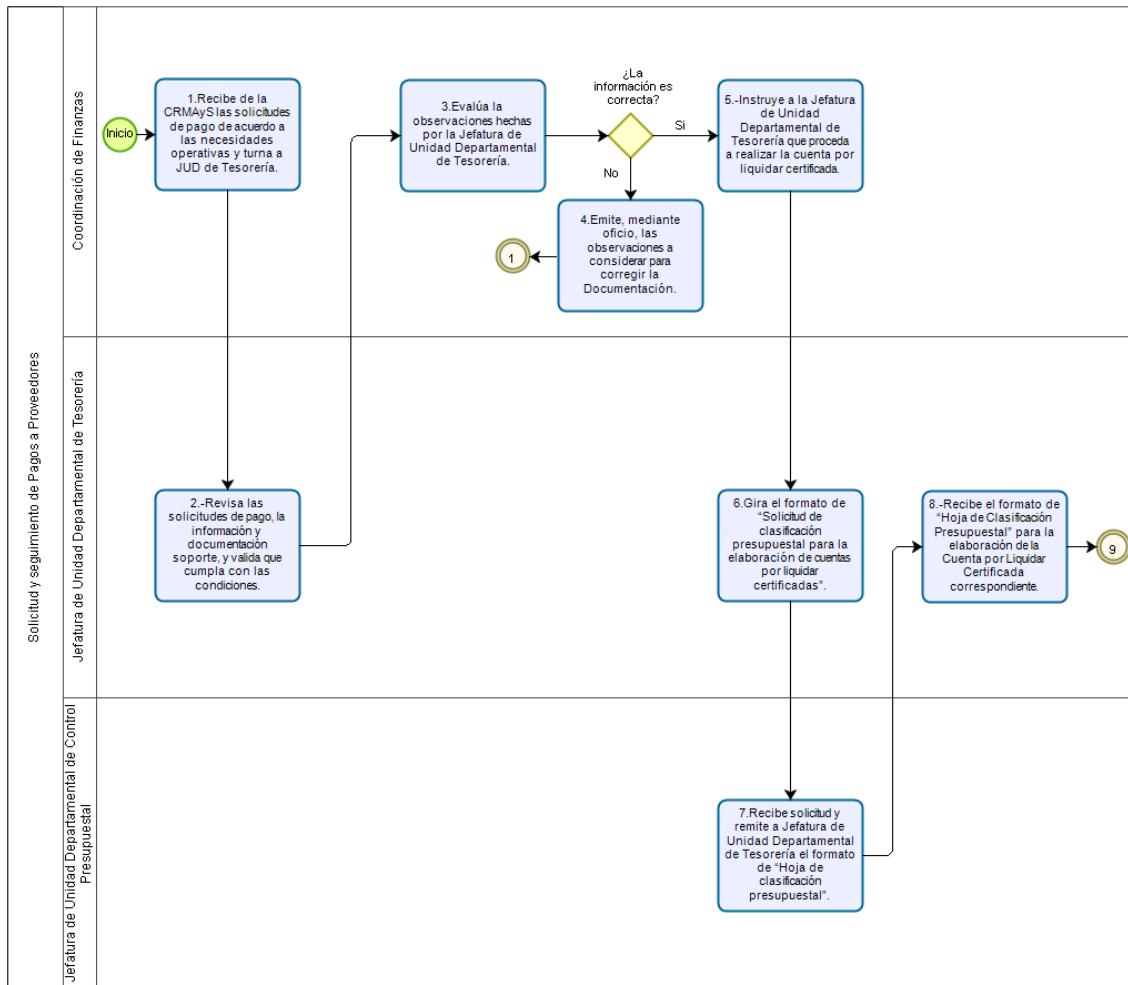 Solicitud y seguimiento de Pagos a Proveedores
Coordinación de Finanzas
Inicio
1.Recibe de la
CRMAyS las solicitudes
de pago de acuerdo a
las necesidades
operativas y turna a
JUD de Tesorería.
3.Evalúa la
observaciones hechas
por la Jefatura de
Unidad Departamental
de Tesorería.
¿La
información es
correcta?
Si
No
5.-Instruye a la Jefatura
de Unidad
Departamental de
Tesorería que proceda
a realizar la cuenta por
liquidar certificada.
4.Emite, mediante
oficio, las
observaciones a
considerar para
corregir la
Documentación.
1
Jefatura de Unidad Departamental de Tesorería
2.-Revisa las
solicitudes de pago, la
información y
documentación
soporte, y valida que
cumpla con las
condiciones.
6.Gira el formato de
“Solicitud de
clasificación
presupuestal para la
elaboración de cuentas
por liquidar
certificadas”.
8.-Recibe el formato de
“Hoja de Clasificación
Presupuestal” para la
elaboración de la
Cuenta por Liquidar
Certificada
correspondiente.
9
Jefatura de Unidad Departamental de Control
Presupuestal
7.Recibe solicitud y
remite a Jefatura de
Unidad Departamental
de Tesorería el formato
de “Hoja de
clasificación
presupuestal”.